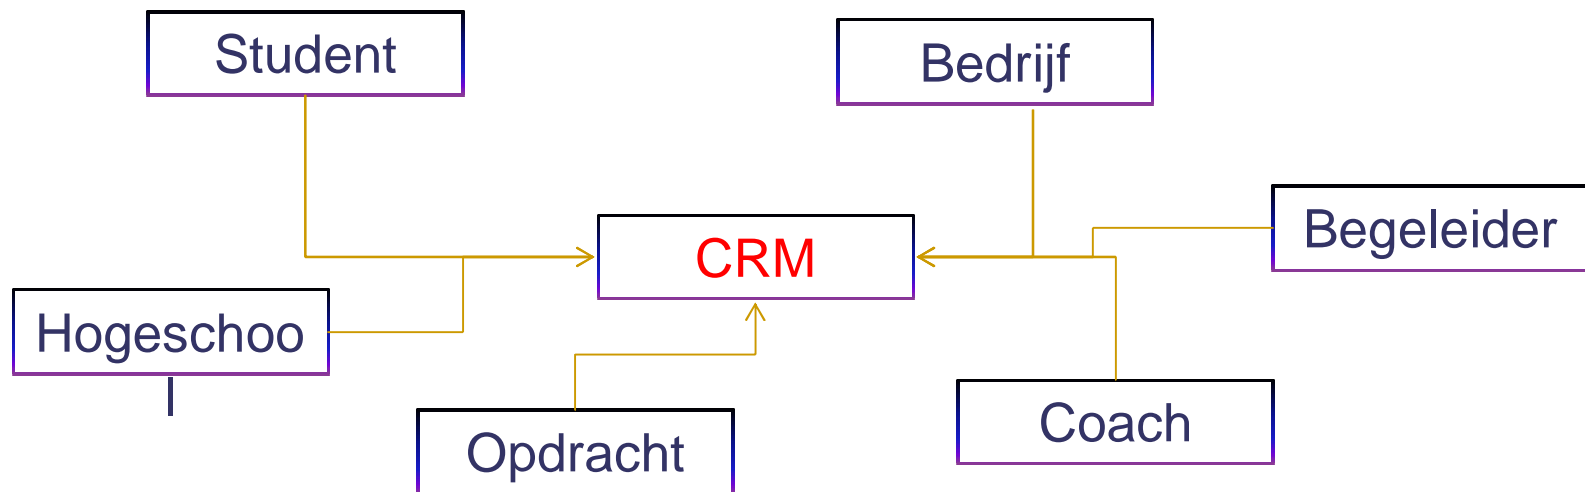 Student
Bedrijf
Begeleider
CRM
Hogeschoo
l
Coach
Opdracht